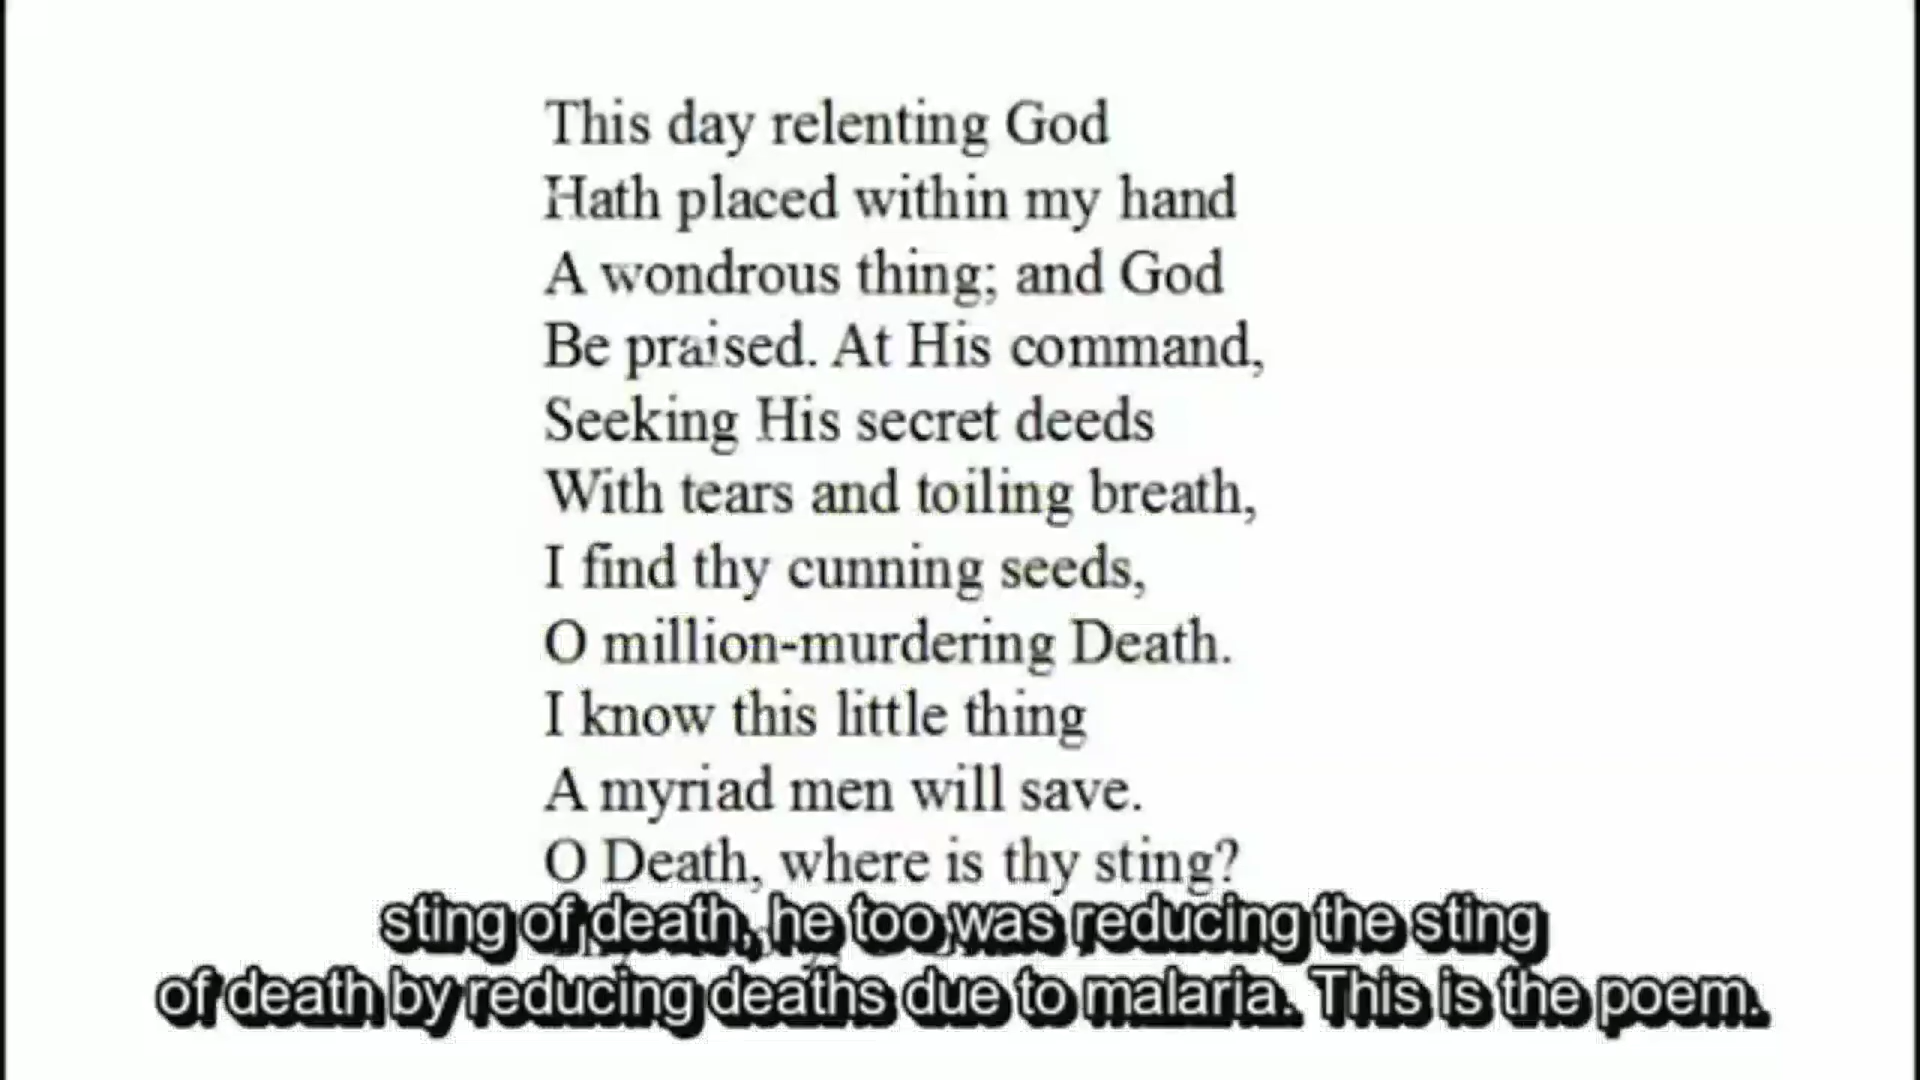 This day relenting God
Hath placed within my hand
A wondrous thing; and God
Be praised. At His command,
Seeking His secret deeds
With tears and toiling breath,
I find thy cunning seeds,
O million-murdering Death.
I know this little thing
A myriad men will save.
O Death, where is thy sting?
sting of death, he too was reducing the sting
of death by reducing deaths due to malaria. This is the poem.